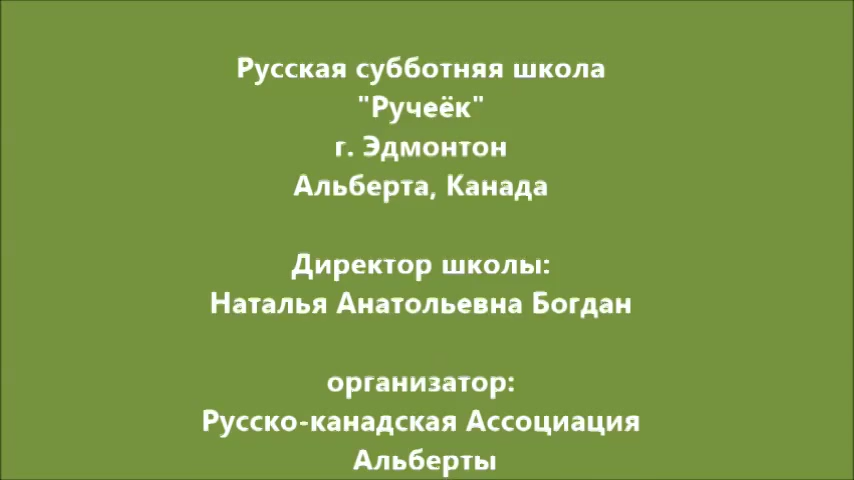 Русская субботняя школа
"Ручеёк"
г. Эдмонтон
Альберта, Канада
Директор школы:
Наталья Анатольевна Богдан
организатор:
Русско-канадская Ассоциация
Альберты